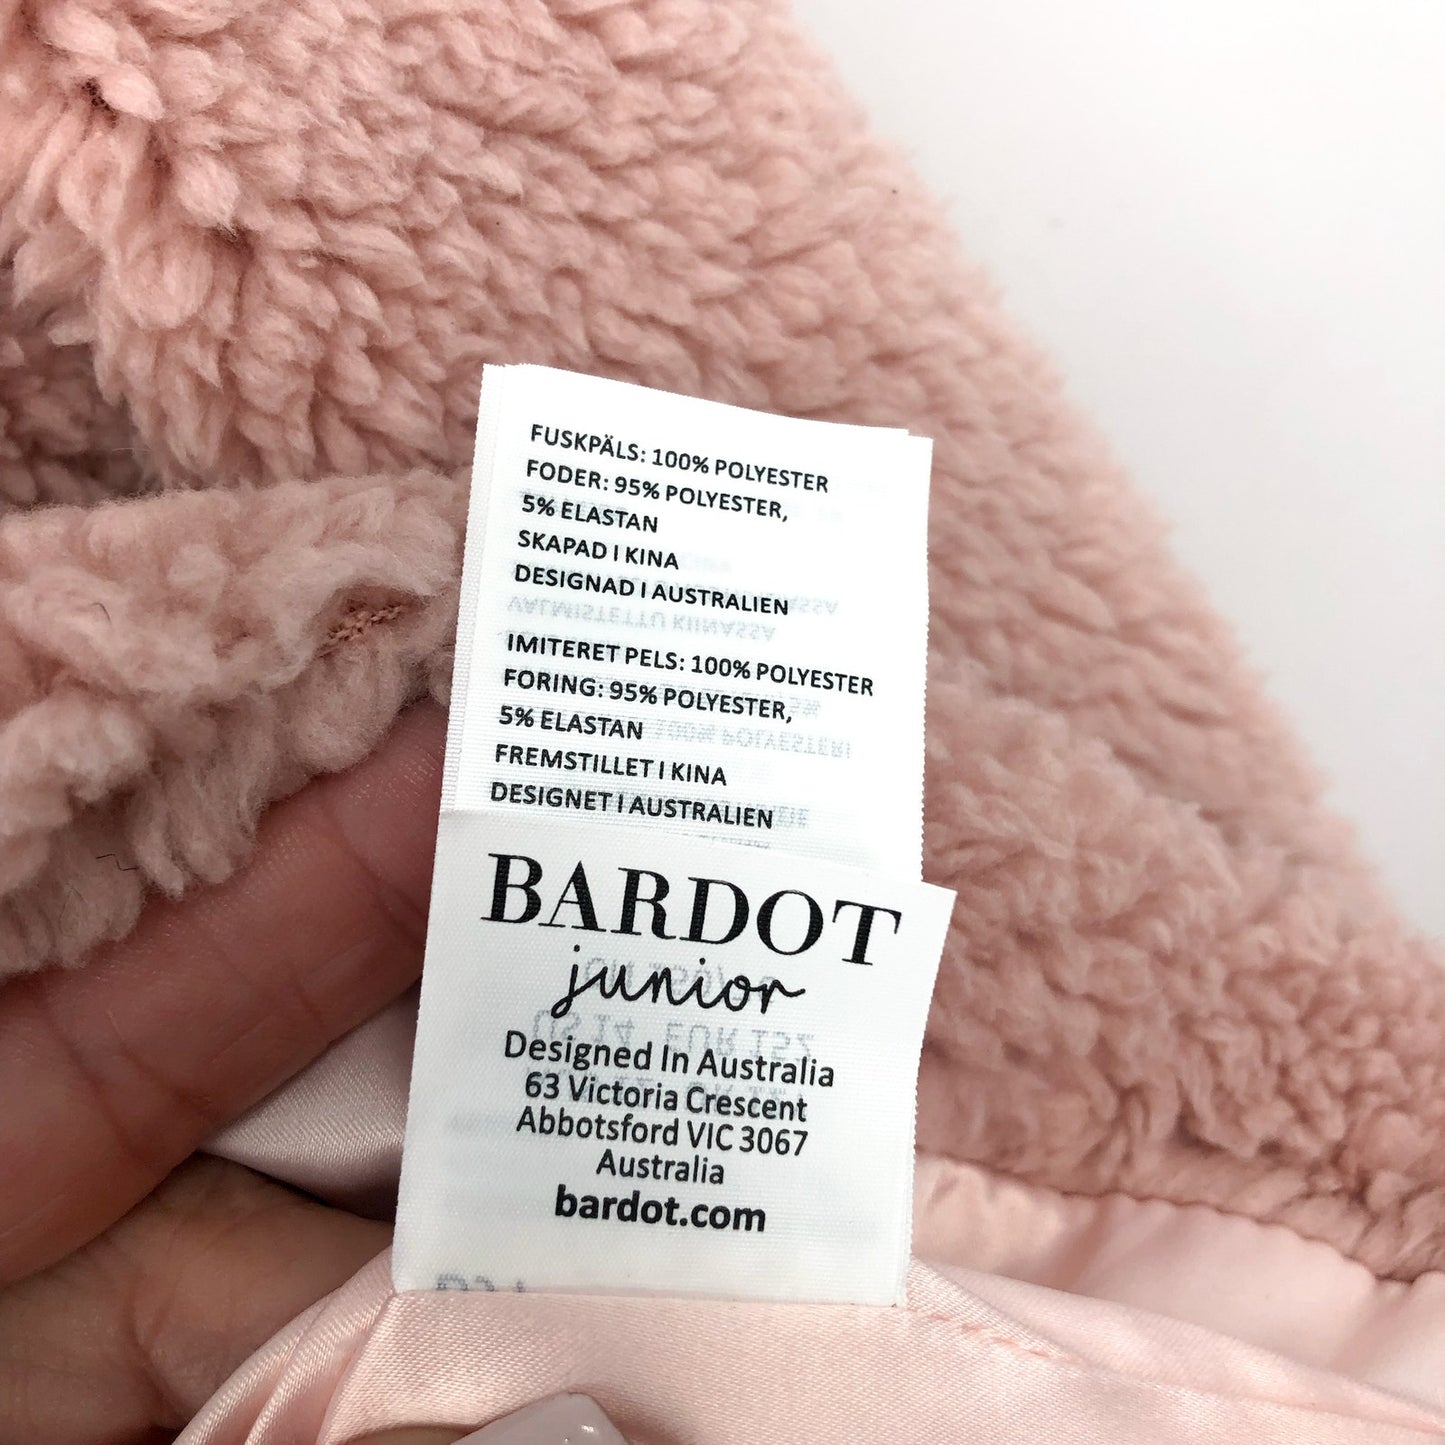 FUSKPÄLS: 100% POLYESTER
FODER: 95% POLYESTER,
5% ELASTAN
SKAPAD I KINA
DESIGNAD I AUSTRALIEN
IMITERET PELS: 100% POLYESTER
FORING: 95% POLYESTER,
5% ELASTAN
FREMSTILLET I KINA
DESIGNET I AUSTRALIEN
BARDOT
junior
Designed In Australia
63 Victoria Crescent
Abbotsford VIC 3067
Australia
bardot.com